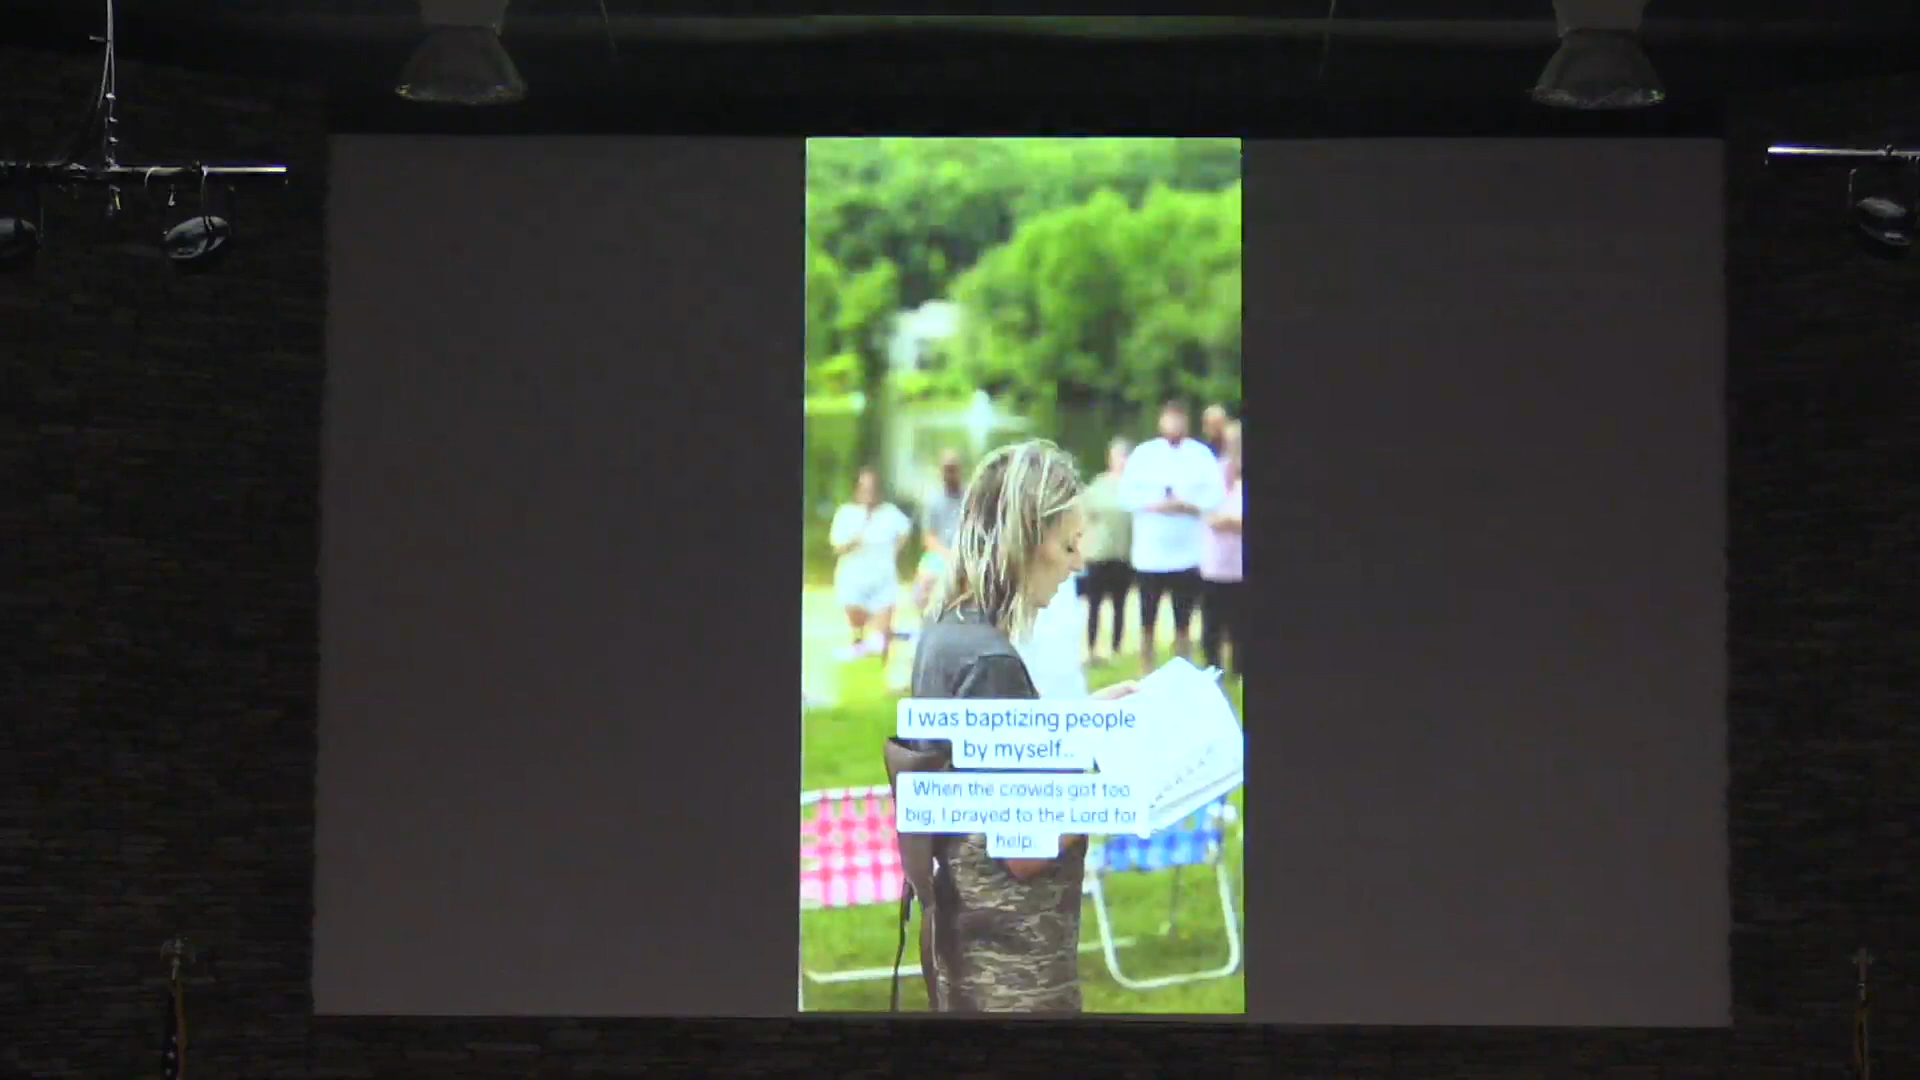 I was baptizing people
by myself...
When the crowds got too
big, I prayed to the Lord for
help.